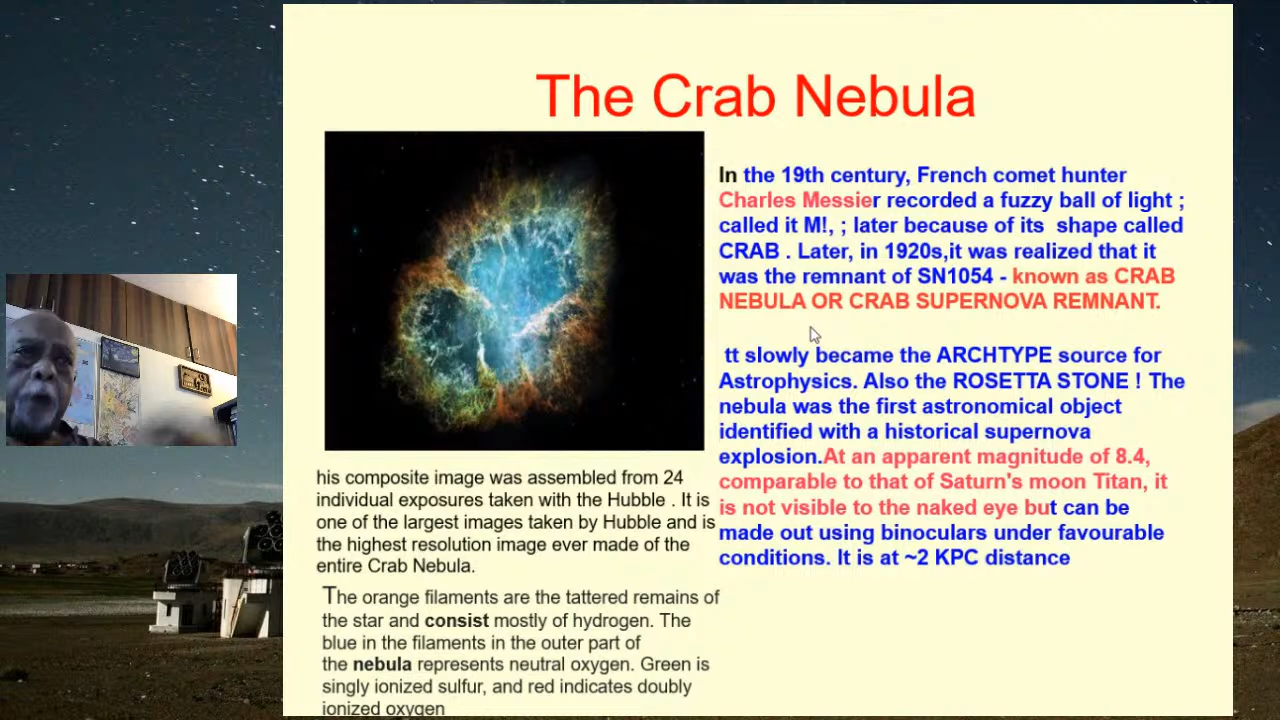 The Crab Nebula
In the 19th century, French comet hunter
Charles Messier recorded a fuzzy ball of light ;
called it M!, ; later because of its shape called
CRAB . Later, in 1920s,it was realized that it
was the remnant of SN1054 - known as CRAB
NEBULA OR CRAB SUPERNOVA REMNANT.
tt slowly became the ARCHTYPE source for
Astrophysics. Also the ROSETTA STONE ! The
nebula was the first astronomical object
identified with a historical supernova
explosion.At an apparent magnitude of 8.4,
comparable to that of Saturn's moon Titan, it
is not visible to the naked eye but can be
made out using binoculars under favourable
conditions. It is at ~2 KPC distance
his composite image was assembled from 24
individual exposures taken with the Hubble . It is
one of the largest images taken by Hubble and is
the highest resolution image ever made of the
entire Crab Nebula.
The orange filaments are the tattered remains of
the star and consist mostly of hydrogen. The
blue in the filaments in the outer part of
the nebula represents neutral oxygen. Green is
singly ionized sulfur, and red indicates doubly
ionized oxygen